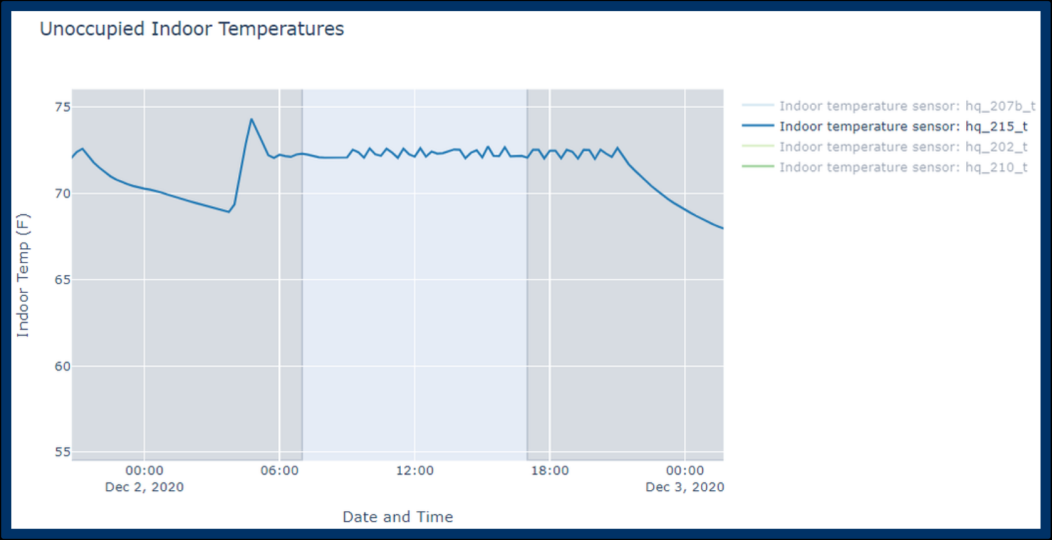 Unoccupied Indoor Temperatures
75
70
65
60
55
Indoor Temp (F)
00:00
Dec 2, 2020
06:00
12:00
18:00
00:00
Dec 3, 2020
Date and Time
Indoor temperature sensor: hq_207b_t
Indoor temperature sensor: hq_215_t
Indoor temperature sensor: hq_202_t
Indoor temperature sensor: hq_210_t